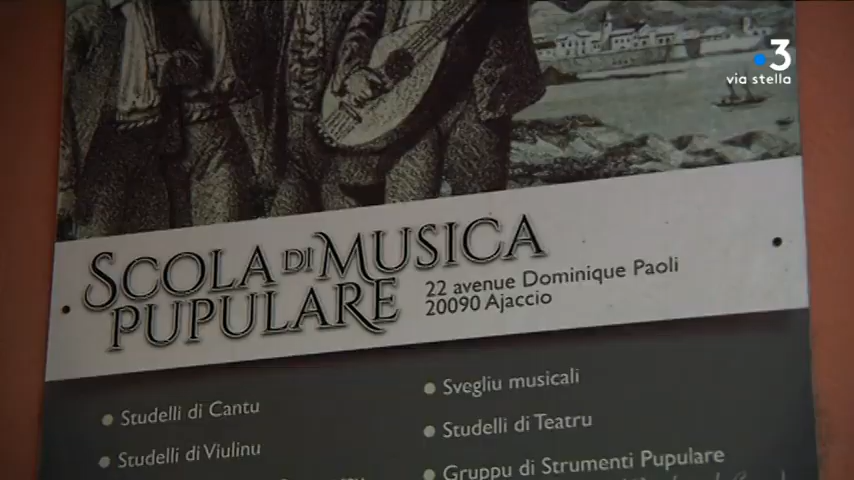 3
via stella
SCOLA DI MUSICA
PUPULARE
22 avenue Dominique Paoli
20090 Ajaccio
• Studelli di Cantu
• Studelli di Viulinu
• Svegliu musicali
• Studelli di Teatru
• Gruppu di Strumenti Pupulare